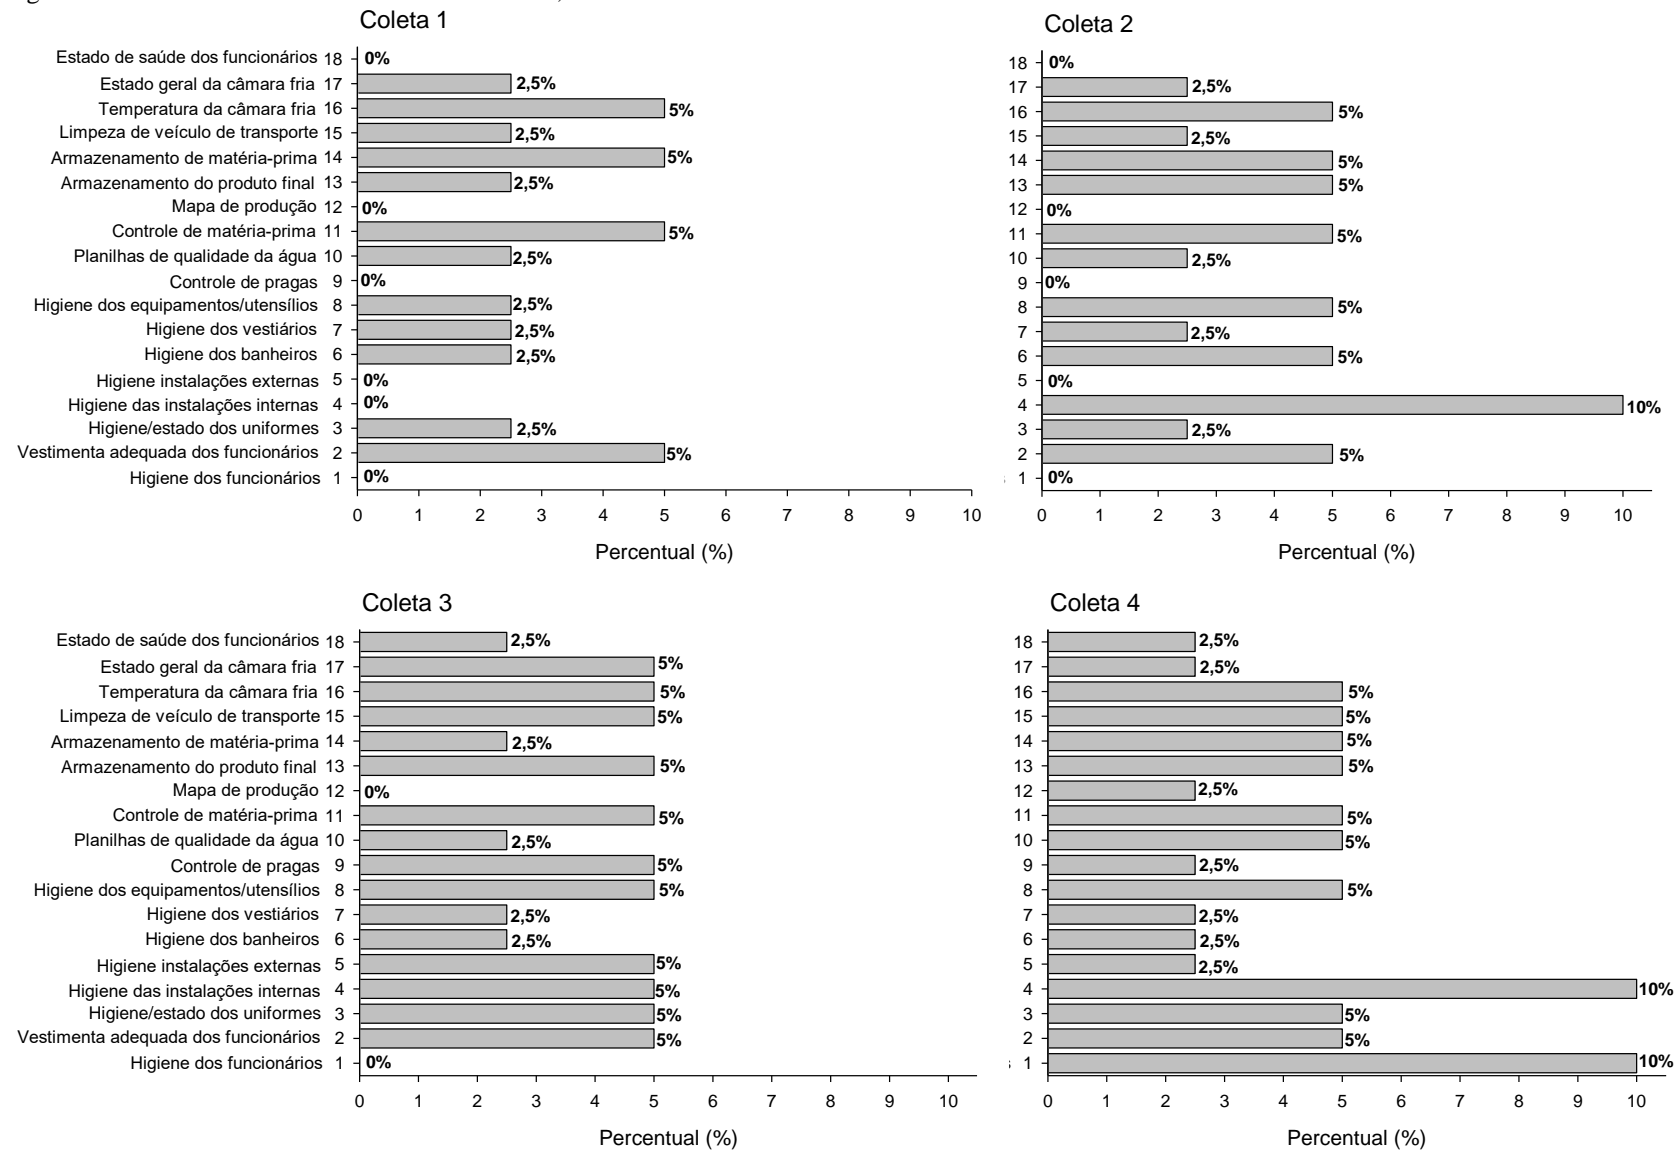 Coleta 1
Estado de saúde dos funcionários 18 0%
Estado geral da câmara fria 17 2,5%
Temperatura da câmara fria 16 5%
Limpeza de veículo de transporte 15 2,5%
Armazenamento de matéria-prima 14 5%
Armazenamento do produto final 13 2,5%
Mapa de produção 12 0%
Controle de matéria-prima 11 5%
Planilhas de qualidade da água 10 2,5%
Controle de pragas 9 0%
Higiene dos equipamentos/utensílios 8 2,5%
Higiene dos vestiários 7 2,5%
Higiene dos banheiros 6 2,5%
Higiene instalações externas 5 0%
Higiene das instalações internas 4 0%
Higiene/estado dos uniformes 3 2,5%
Vestimenta adequada dos funcionários 2 5%
Higiene dos funcionários 1 0%
0 1 2 3 4 5 6 7 8 9 10
Percentual (%)
Coleta 2
18 0%
17 2,5%
16 5%
15 2,5%
14 5%
13 5%
12 0%
11 5%
10 2,5%
9 0%
8 5%
7 2,5%
6 5%
5 0%
4 10%
3 2,5%
2 5%
1 0%
0 1 2 3 4 5 6 7 8 9 10
Percentual (%)
Coleta 3
Estado de saúde dos funcionários 18 2,5%
Estado geral da câmara fria 17 5%
Temperatura da câmara fria 16 5%
Limpeza de veículo de transporte 15 5%
Armazenamento de matéria-prima 14 2,5%
Armazenamento do produto final 13 5%
Mapa de produção 12 0%
Controle de matéria-prima 11 5%
Planilhas de qualidade da água 10 2,5%
Controle de pragas 9 5%
Higiene dos equipamentos/utensílios 8 5%
Higiene dos vestiários 7 2,5%
Higiene dos banheiros 6 2,5%
Higiene instalações externas 5 5%
Higiene das instalações internas 4 5%
Higiene/estado dos uniformes 3 5%
Vestimenta adequada dos funcionários 2 5%
Higiene dos funcionários 1 0%
0 1 2 3 4 5 6 7 8 9 10
Percentual (%)
Coleta 4
18 2,5%
17 2,5%
16 5%
15 5%
14 5%
13 5%
12 2,5%
11 5%
10 5%
9 2,5%
8 5%
7 2,5%
6 2,5%
5 2,5%
4 10%
3 5%
2 5%
1 10%
0 1 2 3 4 5 6 7 8 9 10
Percentual (%)